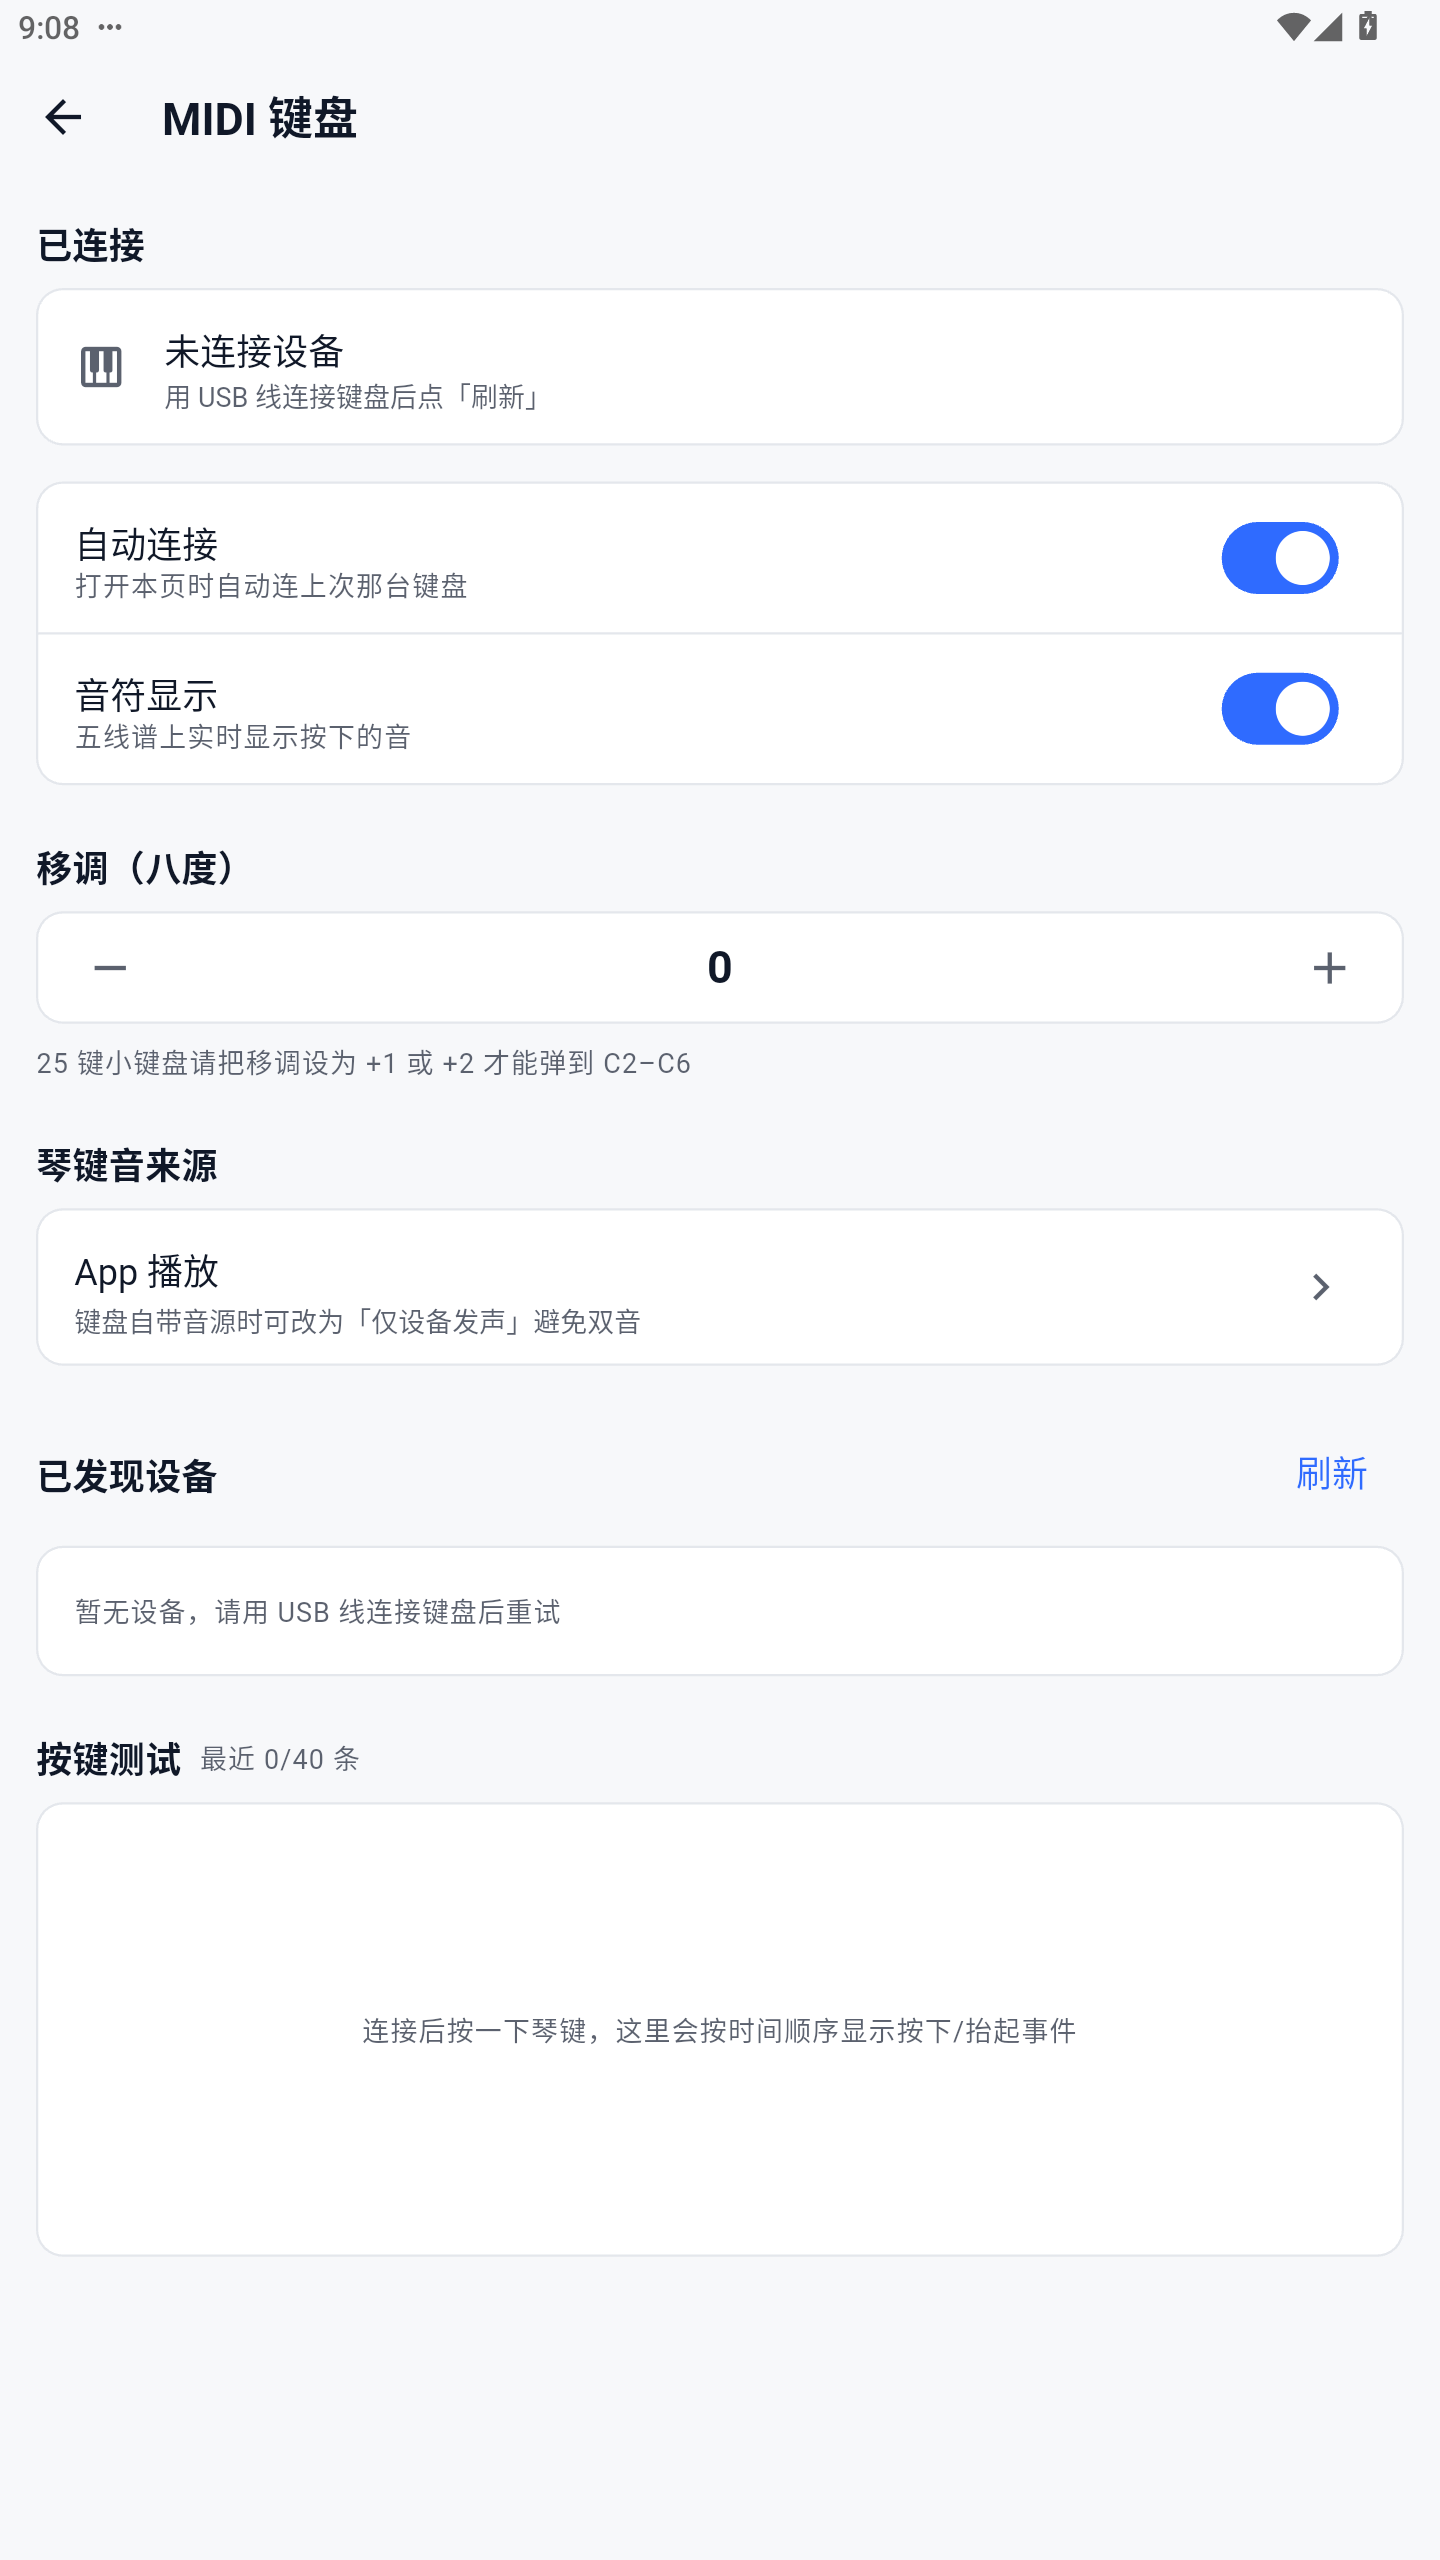 9:08
MIDI 键盘
已连接
未连接设备
用 USB 线连接键盘后点「刷新」
自动连接
打开本页时自动连上次那台键盘
音符显示
五线谱上实时显示按下的音
移调（八度）
0
25 键小键盘请把移调设为 +1 或 +2 才能弹到 C2–C6
琴键音来源
App 播放
键盘自带音源时可改为「仅设备发声」避免双音
已发现设备
刷新
暂无设备，请用 USB 线连接键盘后重试
按键测试 最近 0/40 条
连接后按一下琴键，这里会按时间顺序显示按下/抬起事件